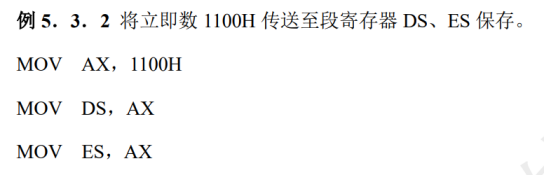 例 5．3．2 将立即数 1100H 传送至段寄存器 DS、ES 保存。
MOV AX，1100H
MOV DS，AX
MOV ES，AX